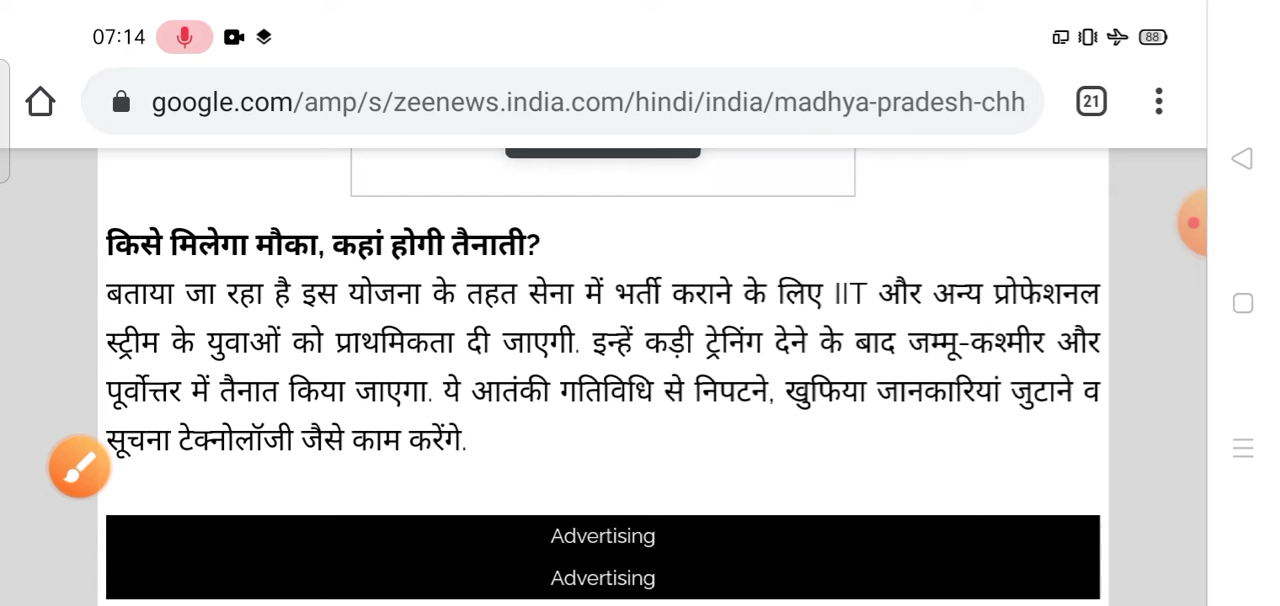 07:14
88
google.com/amp/s/zeenews.india.com/hindi/india/madhya-pradesh-chh
21
किसे मिलेगा मौका, कहां होगी तैनाती?
बताया जा रहा है इस योजना के तहत सेना में भर्ती कराने के लिए IIT और अन्य प्रोफेशनल
स्ट्रीम के युवाओं को प्राथमिकता दी जाएगी. इन्हें कड़ी ट्रेनिंग देने के बाद जम्मू-कश्मीर और
पूर्वोत्तर में तैनात किया जाएगा. ये आतंकी गतिविधि से निपटने, खुफिया जानकारियां जुटाने व
सूचना टेक्नोलॉजी जैसे काम करेंगे.
Advertising
Advertising